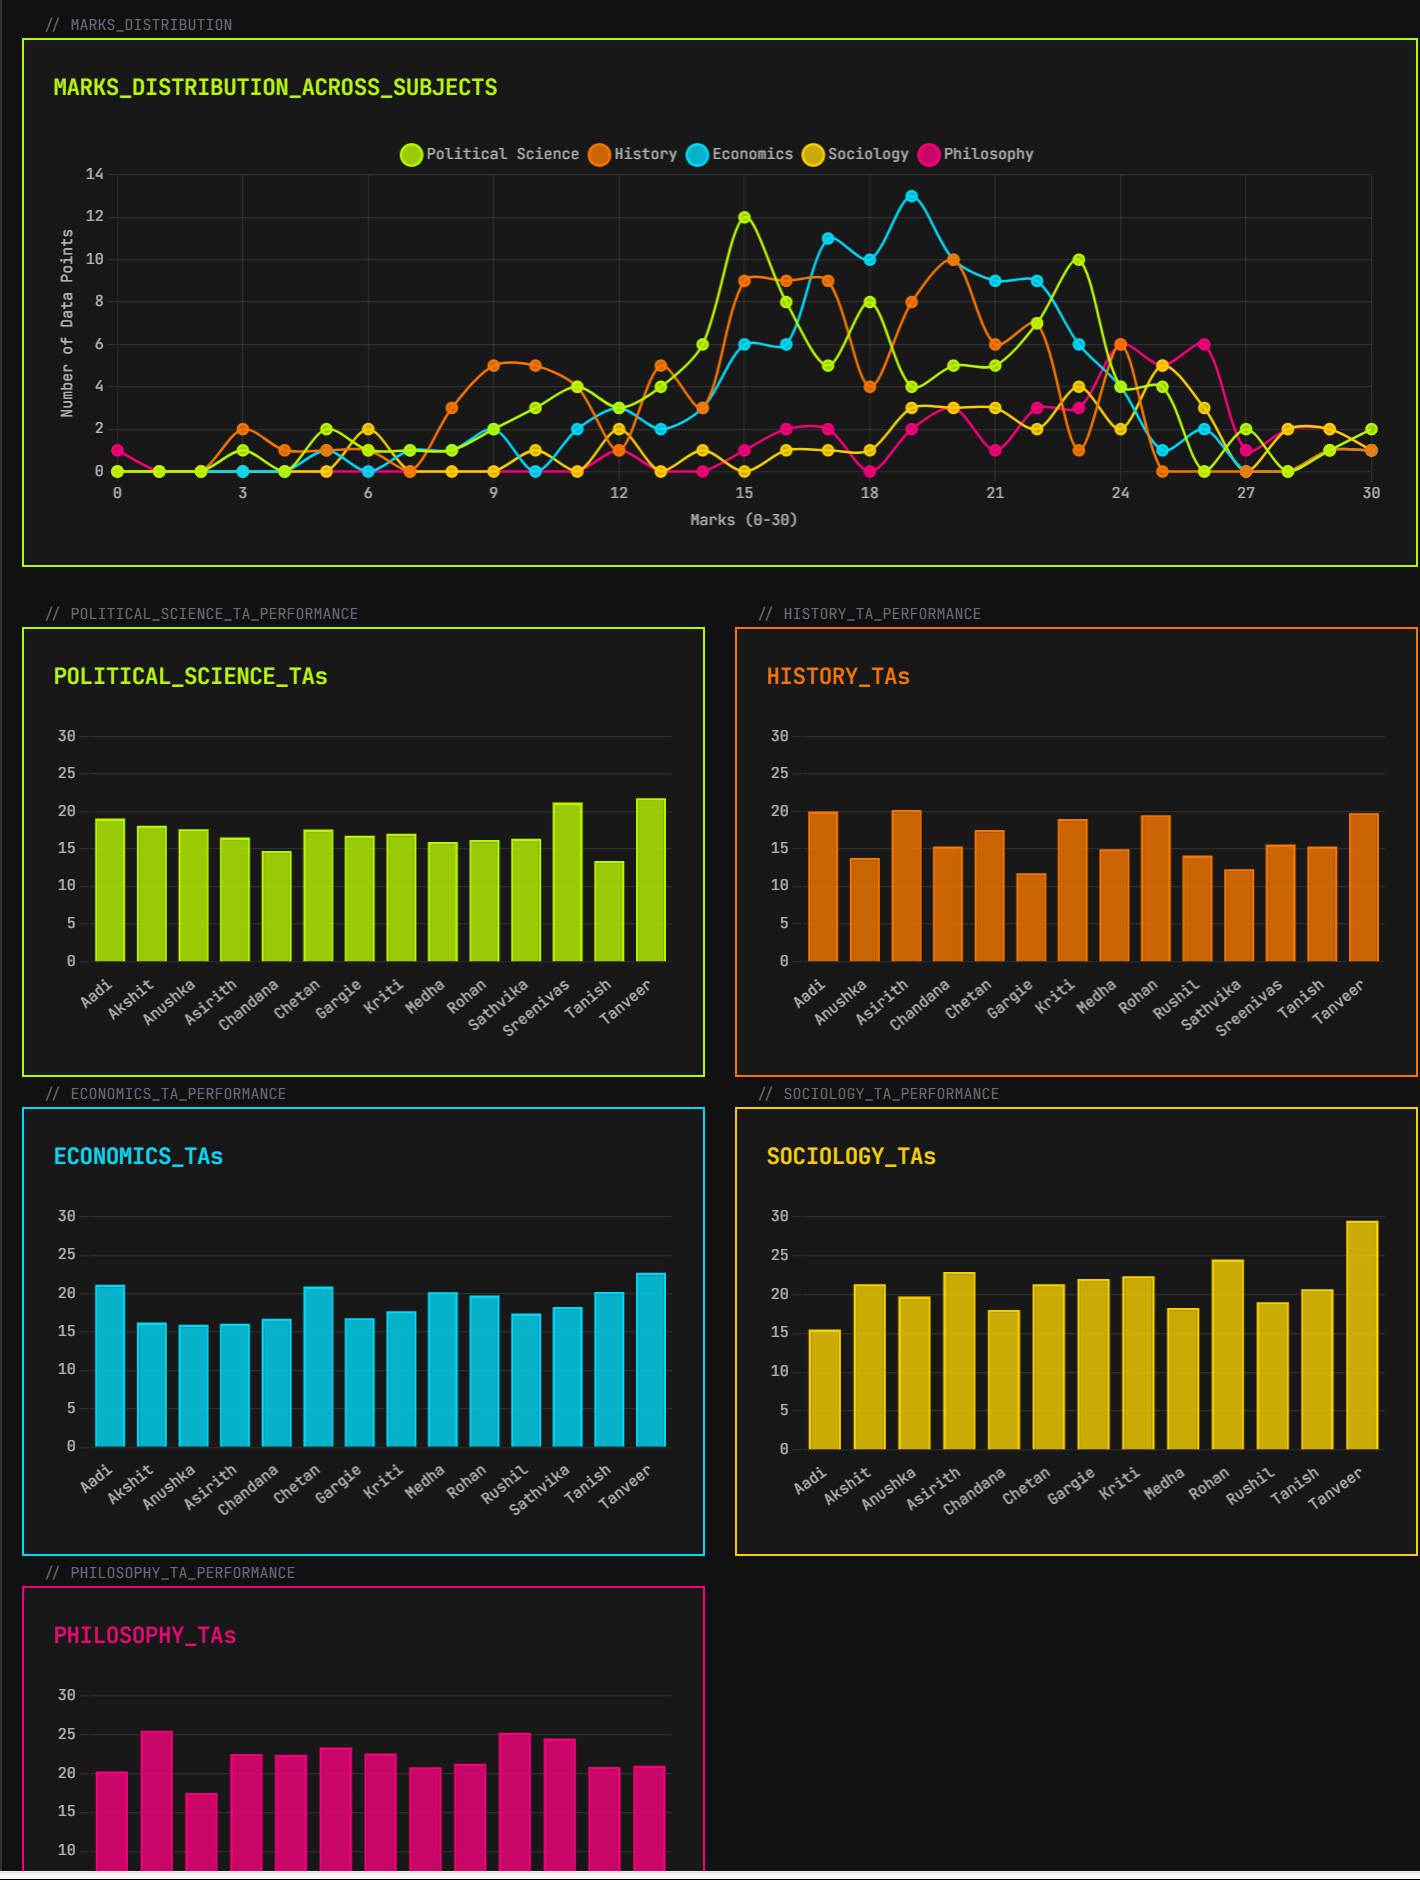 // MARKS_DISTRIBUTION
MARKS_DISTRIBUTION_ACROSS_SUBJECTS
Political Science History Economics Sociology Philosophy
14
12
10
8
6
4
2
0
Number of Data Points
0 3 6 9 12 15 18 21 24 27 30
Marks (0-30)
// POLITICAL_SCIENCE_TA_PERFORMANCE
POLITICAL_SCIENCE_TAs
30
25
20
15
10
5
0
Aadi Akshit Anushka Asirith Chandana Chetan Gargie Kriti Medha Rohan Sathvika Sreenivas Tanish Tanveer
// HISTORY_TA_PERFORMANCE
HISTORY_TAs
30
25
20
15
10
5
0
Aadi Anushka Asirith Chandana Chetan Gargie Kriti Medha Rohan Rushil Sathvika Sreenivas Tanish Tanveer
// ECONOMICS_TA_PERFORMANCE
ECONOMICS_TAs
30
25
20
15
10
5
0
Aadi Akshit Anushka Asirith Chandana Chetan Gargie Kriti Medha Rohan Rushil Sathvika Tanish Tanveer
// SOCIOLOGY_TA_PERFORMANCE
SOCIOLOGY_TAs
30
25
20
15
10
5
0
Aadi Akshit Anushka Asirith Chandana Chetan Gargie Kriti Medha Rohan Rushil Tanish Tanveer
// PHILOSOPHY_TA_PERFORMANCE
PHILOSOPHY_TAs
30
25
20
15
10